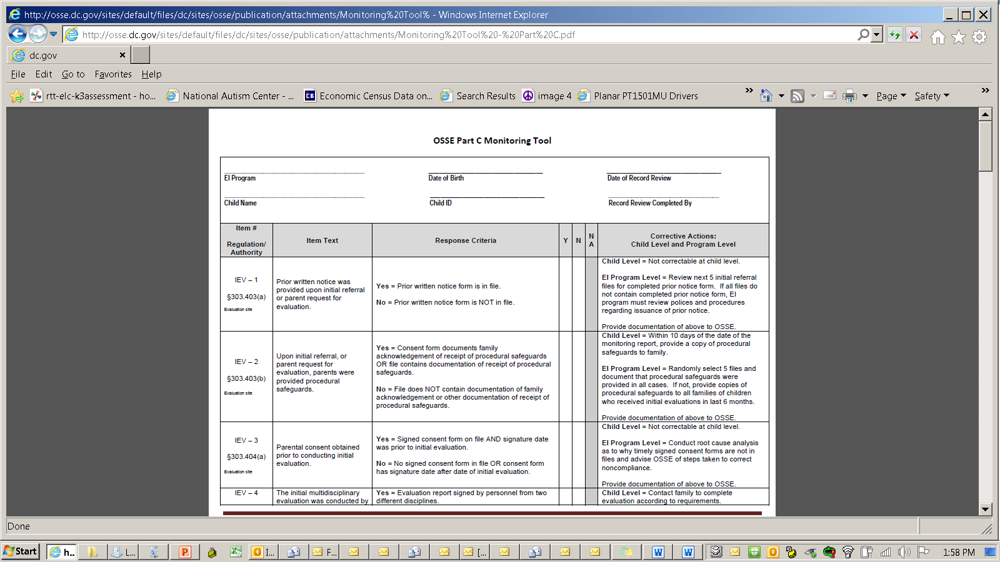 http://osse.dc.gov/sites/default/files/dc/sites/osse/publication/attachments/Monitoring%20Tool% - Windows Internet Explorer
http://osse.dc.gov/sites/default/files/dc/sites/osse/publication/attachments/Monitoring%20Tool%20-%20Part%20C.pdf
dc.gov
File Edit Go to Favorites Help
rtt-elc-k3assessment - ho... National Autism Center - ... CB Economic Census Data on... Search Results image 4 Planar PT1501MU Drivers Page Safety
OSSE Part C Monitoring Tool
EI Program Date of Birth Date of Record Review
Child Name Child ID Record Review Completed By
Item #
Regulation/
Authority
Item Text
Response Criteria
Y
N
N
A
Corrective Actions:
Child Level and Program Level
IEV – 1
§303.403(a)
Evaluation site
Prior written notice was
provided upon initial referral
or parent request for
evaluation.
Yes = Prior written notice form is in file.
No = Prior written notice form is NOT in file.
Child Level = Not correctable at child level.
EI Program Level = Review next 5 initial referral
files for completed prior notice form. If all files do
not contain completed prior notice form, EI
program must review polices and procedures
regarding issuance of prior notice.
Provide documentation of above to OSSE.
IEV – 2
§303.403(b)
Evaluation site
Upon initial referral, or
parent request for
evaluation, parents were
provided procedural
safeguards.
Yes = Consent form documents family
acknowledgement of receipt of procedural safeguards
OR file contains documentation of receipt of procedural
safeguards.
No = File does NOT contain documentation of family
acknowledgement or other documentation of receipt of
procedural safeguards.
Child Level = Within 10 days of the date of the
monitoring report, provide a copy of procedural
safeguards to family.
EI Program Level = Randomly select 5 files and
document that procedural safeguards were
provided in all cases. If not, provide copies of
procedural safeguards to all families of children
who received initial evaluations in last 6 months.
Provide documentation of above to OSSE.
IEV – 3
§303.404(a)
Evaluation site
Parental consent obtained
prior to conducting initial
evaluation.
Yes = Signed consent form on file AND signature date
was prior to initial evaluation.
No = No signed consent form in file OR consent form
has signature date after date of initial evaluation.
Child Level = Not correctable at child level.
EI Program Level = Conduct root cause analysis
as to why timely signed consent forms are not in
files and advise OSSE of steps taken to correct
noncompliance.
Provide documentation of above to OSSE.
IEV – 4
The initial multidisciplinary
evaluation was conducted by
Yes = Evaluation report signed by personnel from two
different disciplines.
Child Level = Contact family to complete
evaluation according to requirements.
Done
Start h... L... I... F... [... 1:58 PM